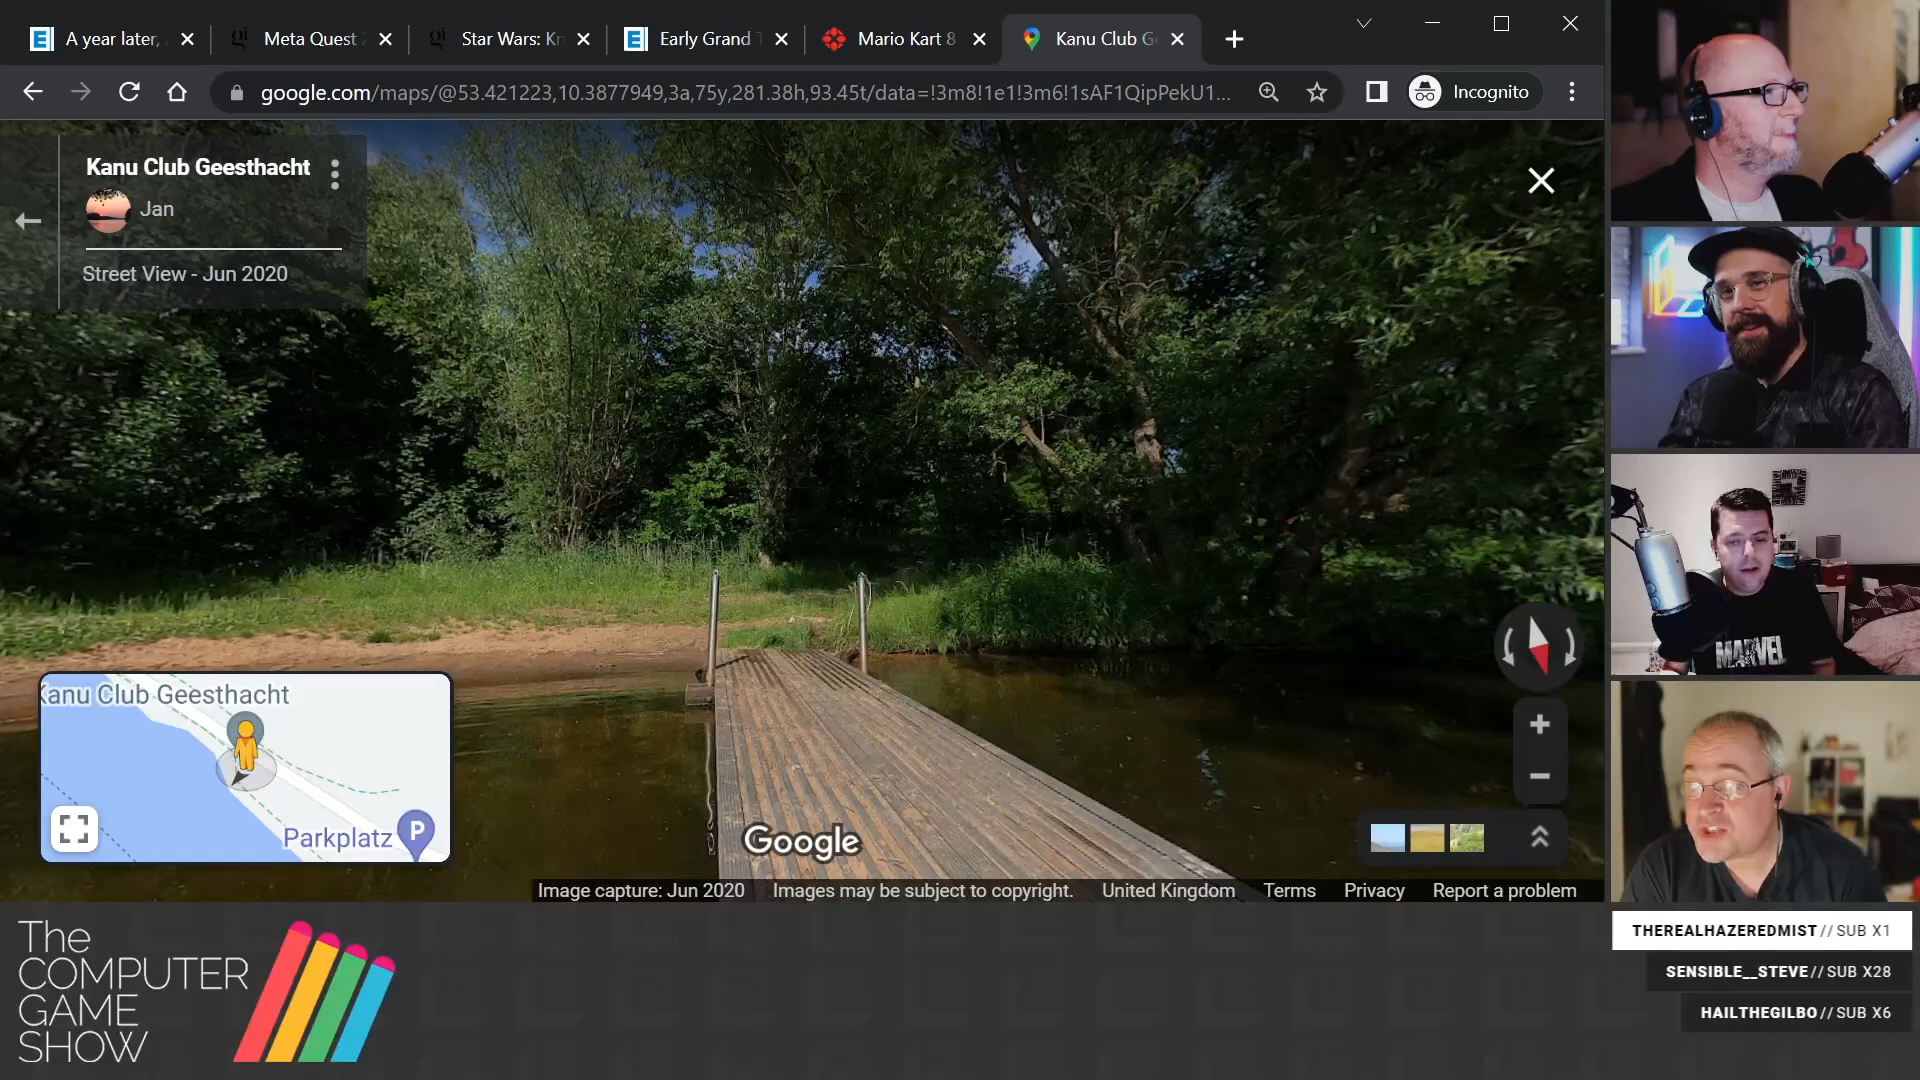 A year later,
Meta Quest
Star Wars: Kn
Early Grand T
Mario Kart 8
Kanu Club G
google.com/maps/@53.421223,10.3877949,3a,75y,281.38h,93.45t/data=!3m8!1e1!3m6!1sAF1QipPekU1...
Incognito
Kanu Club Geesthacht
Jan
Street View - Jun 2020
Kanu Club Geesthacht
Parkplatz
P
Google
Image capture: Jun 2020
Images may be subject to copyright.
United Kingdom
Terms
Privacy
Report a problem
MARVEL
The
COMPUTER
GAME
SHOW
THEREALHAZEREDMIST // SUB X1
SENSIBLE__STEVE // SUB X28
HAILTHEGILBO // SUB X6